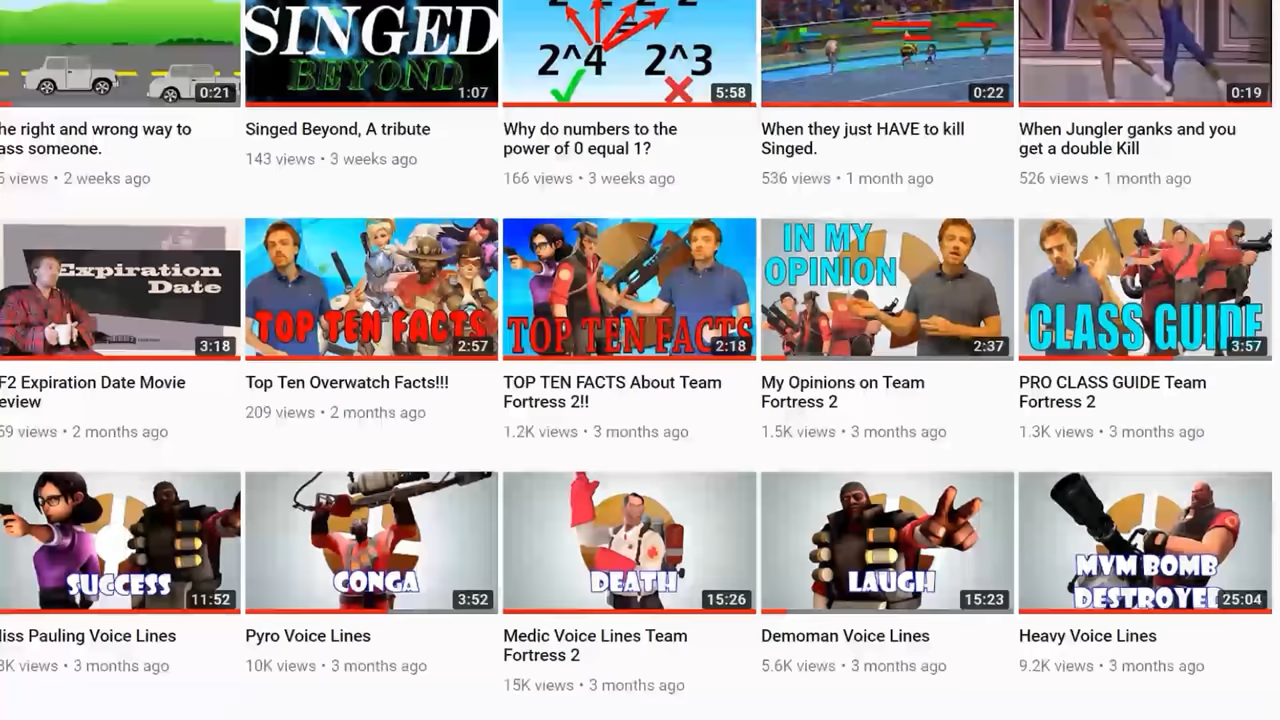 SINGED
BEYOND
2^4 2^3
0:21
1:07
5:58
0:22
0:19
he right and wrong way to
ass someone.
5 views • 2 weeks ago
Singed Beyond, A tribute
143 views • 3 weeks ago
Why do numbers to the
power of 0 equal 1?
166 views • 3 weeks ago
When they just HAVE to kill
Singed.
536 views • 1 month ago
When Jungler ganks and you
get a double Kill
526 views • 1 month ago
Expiration
Date
3:18
TOP TEN FACTS
2:57
TOP TEN FACTS
2:18
IN MY
OPINION
2:37
CLASS GUIDE
3:57
F2 Expiration Date Movie
eview
59 views • 2 months ago
Top Ten Overwatch Facts!!!
209 views • 2 months ago
TOP TEN FACTS About Team
Fortress 2!!
1.2K views • 3 months ago
My Opinions on Team
Fortress 2
1.5K views • 3 months ago
PRO CLASS GUIDE Team
Fortress 2
1.3K views • 3 months ago
SUCCESS
11:52
CONGA
3:52
DEATH
15:26
LAUGH
15:23
MVM BOMB
DESTROYED
25:04
iss Pauling Voice Lines
3K views • 3 months ago
Pyro Voice Lines
10K views • 3 months ago
Medic Voice Lines Team
Fortress 2
15K views • 3 months ago
Demoman Voice Lines
5.6K views • 3 months ago
Heavy Voice Lines
9.2K views • 3 months ago